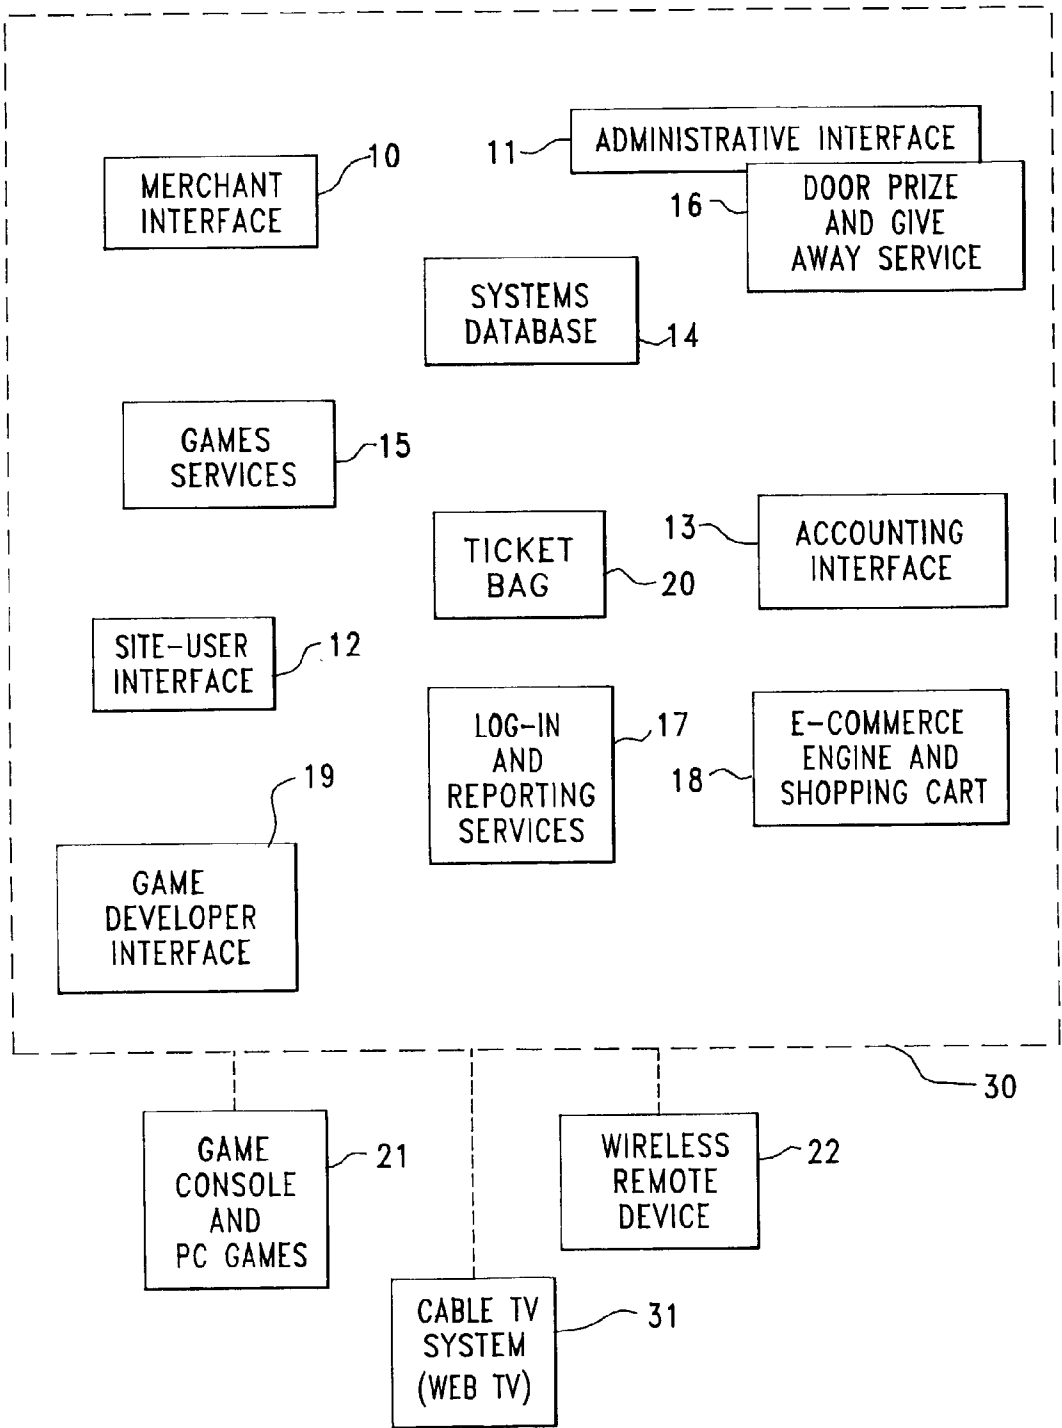 MERCHANT
INTERFACE
10
11
ADMINISTRATIVE INTERFACE
16
DOOR PRIZE
AND GIVE
AWAY SERVICE
SYSTEMS
DATABASE
14
GAMES
SERVICES
15
TICKET
BAG
20
13
ACCOUNTING
INTERFACE
SITE-USER
INTERFACE
12
LOG-IN
AND
REPORTING
SERVICES
17
18
E-COMMERCE
ENGINE AND
SHOPPING CART
19
GAME
DEVELOPER
INTERFACE
30
GAME
CONSOLE
AND
PC GAMES
21
WIRELESS
REMOTE
DEVICE
22
CABLE TV
SYSTEM
(WEB TV)
31